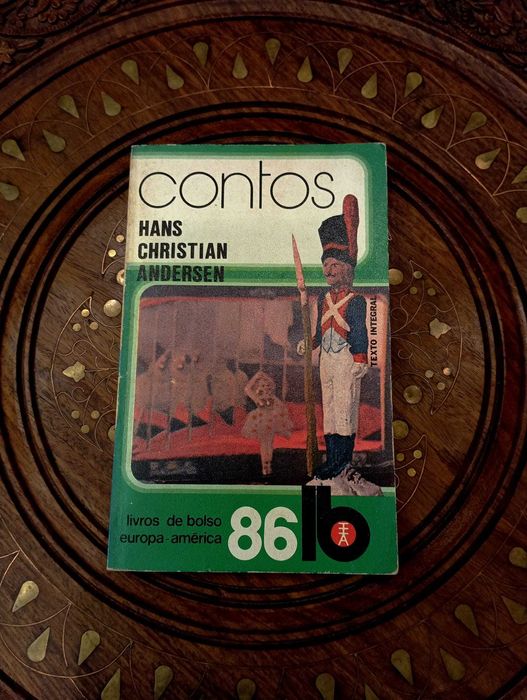 contos
HANS
CHRISTIAN
ANDERSEN
TEXTO INTEGRAL
livros de bolso
europa-américa
86
lb